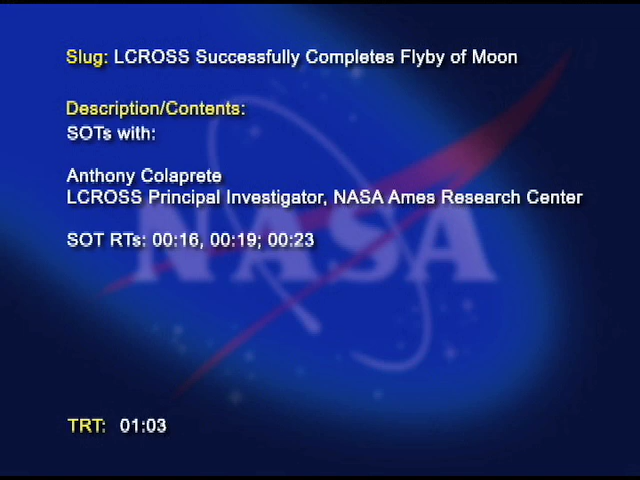 Slug: LCROSS Successfully Completes Flyby of Moon
Description/Contents:
SOTs with:
Anthony Colaprete
LCROSS Principal Investigator, NASA Ames Research Center
SOT RTs: 00:16, 00:19; 00:23
NASA
TRT: 01:03